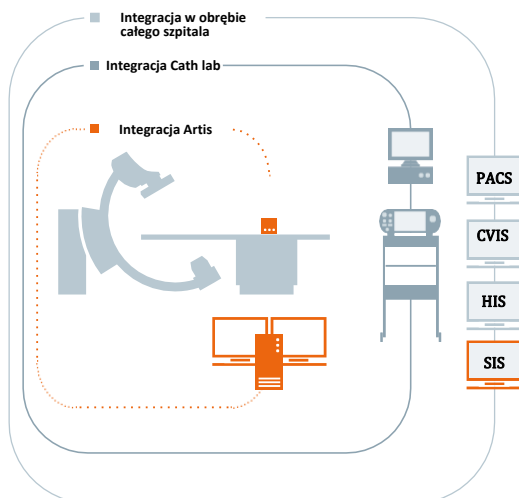 Integracja w obrębie
całego szpitala
Integracja Cath lab
Integracja Artis
PACS
CVIS
HIS
SIS